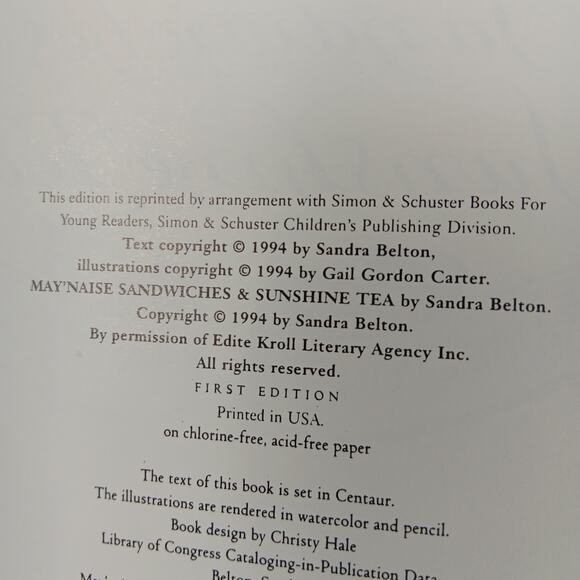 This edition is reprinted by arrangement with Simon & Schuster Books For
Young Readers, Simon & Schuster Children's Publishing Division.
Text copyright © 1994 by Sandra Belton,
illustrations copyright © 1994 by Gail Gordon Carter.
MAY'NAISE SANDWICHES & SUNSHINE TEA by Sandra Belton.
Copyright © 1994 by Sandra Belton.
By permission of Edite Kroll Literary Agency Inc.
All rights reserved.
FIRST EDITION
Printed in USA.
on chlorine-free, acid-free paper
The text of this book is set in Centaur.
The illustrations are rendered in watercolor and pencil.
Book design by Christy Hale
Library of Congress Cataloging-in-Publication Data
Belton,